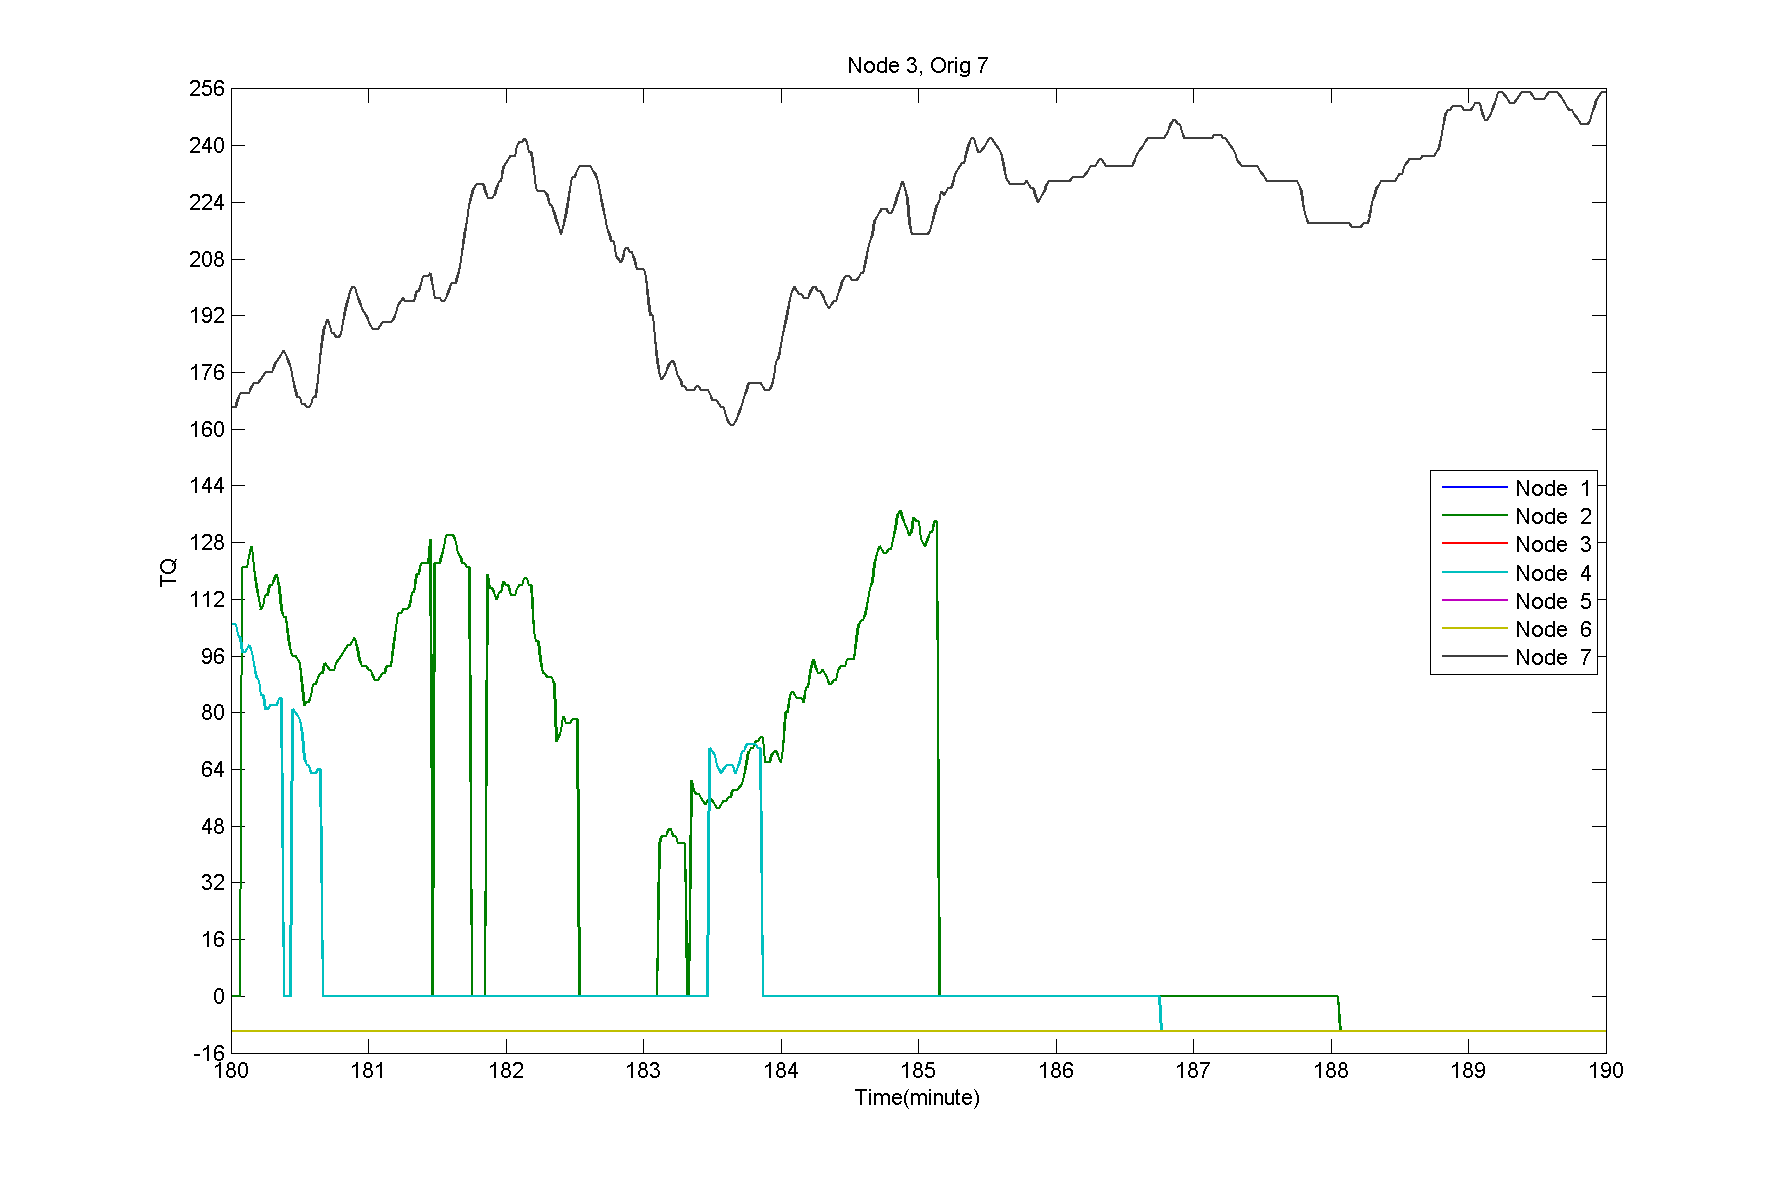 Node 3, Orig 7
256
240
224
208
192
176
160
144
128
112
96
80
64
48
32
16
0
-16
TQ
Node 1
Node 2
Node 3
Node 4
Node 5
Node 6
Node 7
180 181 182 183 184 185 186 187 188 189 190
Time(minute)